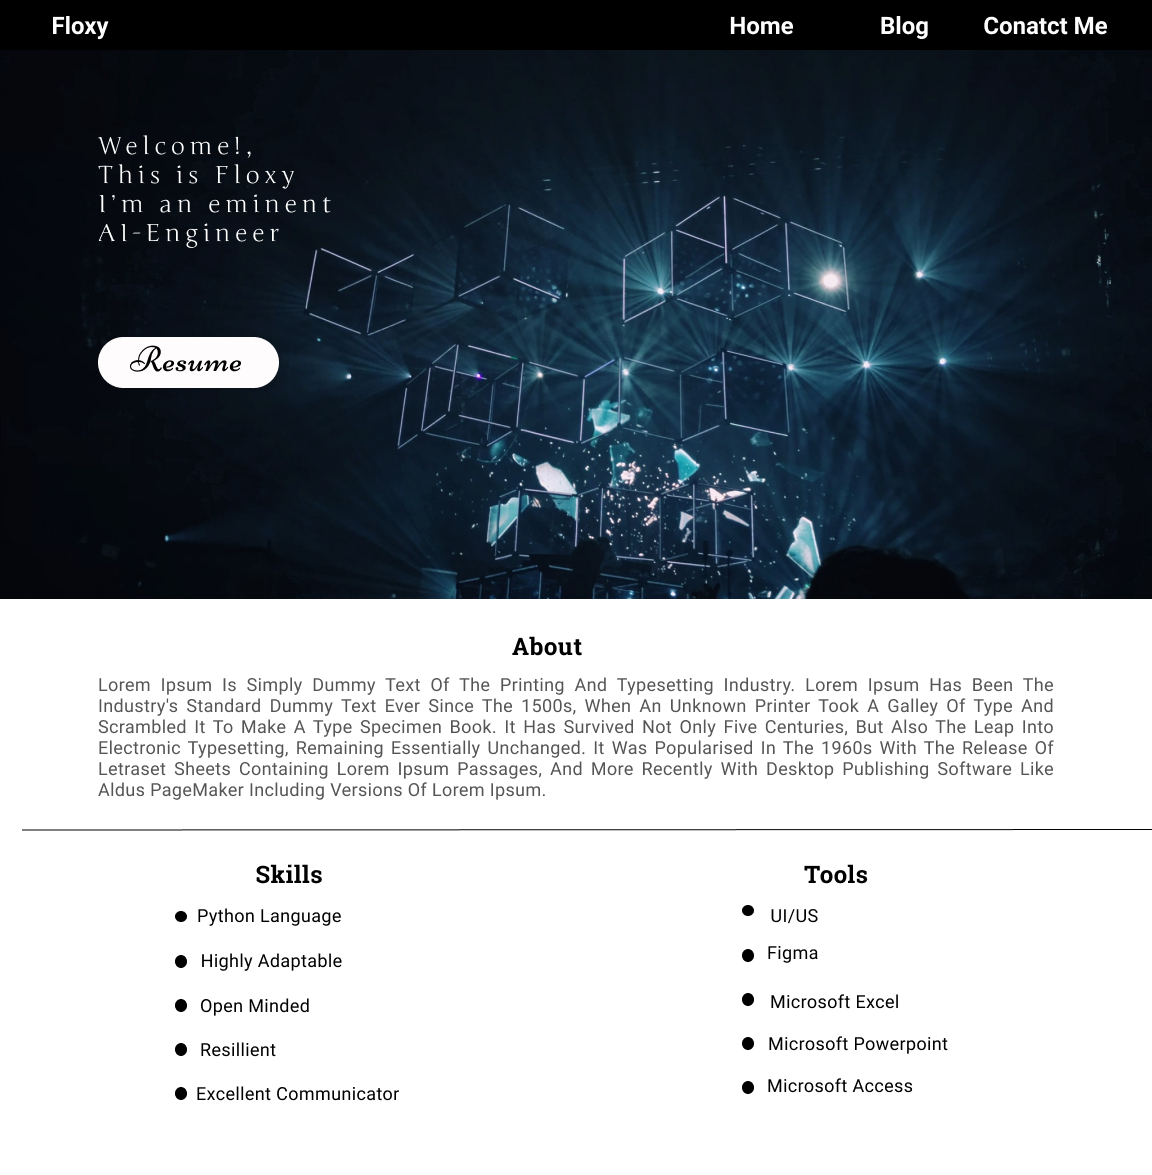 Floxy Home Blog Conatct Me
Welcome!,
This is Floxy
I'm an eminent
AI-Engineer
Resume
About
Lorem Ipsum Is Simply Dummy Text Of The Printing And Typesetting Industry. Lorem Ipsum Has Been The
Industry's Standard Dummy Text Ever Since The 1500s, When An Unknown Printer Took A Galley Of Type And
Scrambled It To Make A Type Specimen Book. It Has Survived Not Only Five Centuries, But Also The Leap Into
Electronic Typesetting, Remaining Essentially Unchanged. It Was Popularised In The 1960s With The Release Of
Letraset Sheets Containing Lorem Ipsum Passages, And More Recently With Desktop Publishing Software Like
Aldus PageMaker Including Versions Of Lorem Ipsum.
Skills
Python Language
Highly Adaptable
Open Minded
Resillient
Excellent Communicator
Tools
UI/US
Figma
Microsoft Excel
Microsoft Powerpoint
Microsoft Access